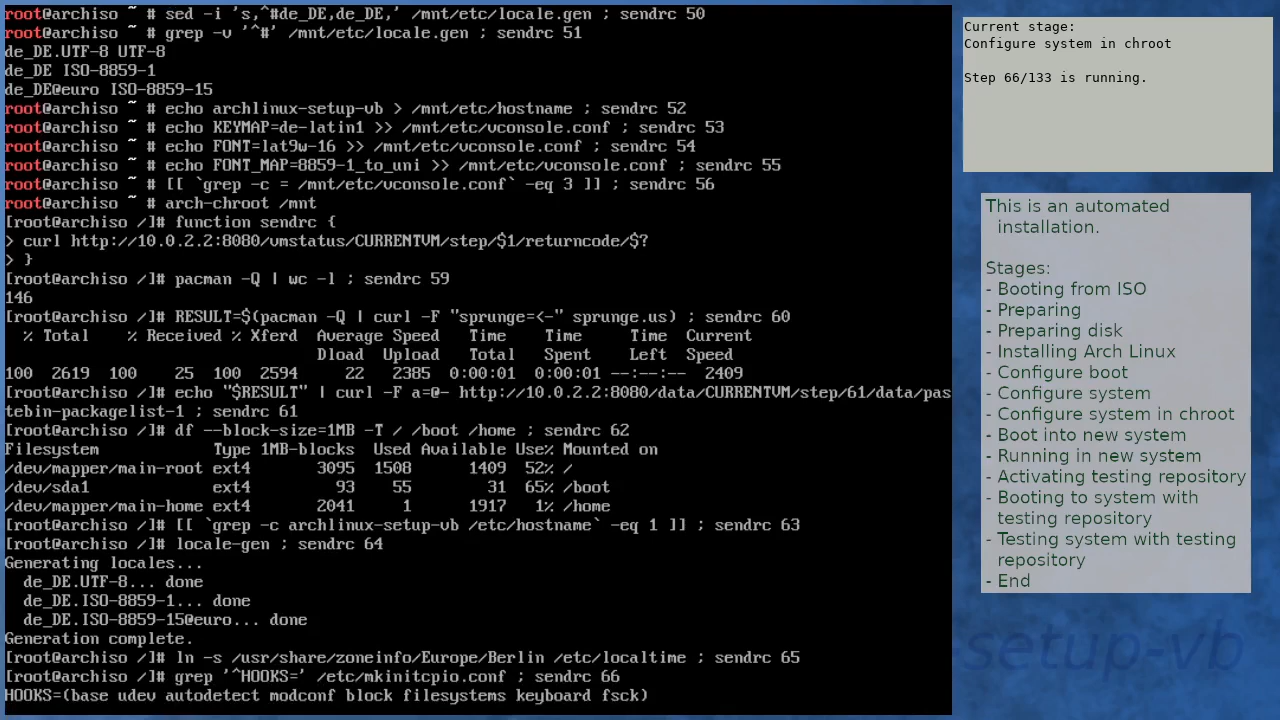 root@archiso ~ # sed -i 's,^#de_DE,de_DE,' /mnt/etc/locale.gen ; sendrc 50
root@archiso ~ # grep -v '^#' /mnt/etc/locale.gen ; sendrc 51
de_DE.UTF-8 UTF-8
de_DE ISO-8859-1
de_DE@euro ISO-8859-15
root@archiso ~ # echo archlinux-setup-vb > /mnt/etc/hostname ; sendrc 52
root@archiso ~ # echo KEYMAP=de-latin1 >> /mnt/etc/vconsole.conf ; sendrc 53
root@archiso ~ # echo FONT=lat9w-16 >> /mnt/etc/vconsole.conf ; sendrc 54
root@archiso ~ # echo FONT_MAP=8859-1_to_uni >> /mnt/etc/vconsole.conf ; sendrc 55
root@archiso ~ # [[ `grep -c = /mnt/etc/vconsole.conf` -eq 3 ]] ; sendrc 56
root@archiso ~ # arch-chroot /mnt
[root@archiso /]# function sendrc {
> curl http://10.0.2.2:8080/vmstatus/CURRENTVM/step/$1/returncode/$?
> }
[root@archiso /]# pacman -Q | wc -l ; sendrc 59
146
[root@archiso /]# RESULT=$(pacman -Q | curl -F "sprunge=<-" sprunge.us) ; sendrc 60
  % Total    % Received % Xferd  Average Speed   Time    Time     Time  Current
                                 Dload  Upload   Total   Spent    Left  Speed
100  2619  100    25  100  2594     22   2385  0:00:01  0:00:01 --:--:--  2409
[root@archiso /]# echo "$RESULT" | curl -F a=@- http://10.0.2.2:8080/data/CURRENTVM/step/61/data/pas
tebin-packagelist-1 ; sendrc 61
[root@archiso /]# df --block-size=1MB -T / /boot /home ; sendrc 62
Filesystem            Type 1MB-blocks  Used Available Use% Mounted on
/dev/mapper/main-root ext4       3095  1508      1409  52% /
/dev/sda1             ext4         93    55        31  65% /boot
/dev/mapper/main-home ext4       2041     1      1917   1% /home
[root@archiso /]# [[ `grep -c archlinux-setup-vb /etc/hostname` -eq 1 ]] ; sendrc 63
[root@archiso /]# locale-gen ; sendrc 64
Generating locales...
  de_DE.UTF-8... done
  de_DE.ISO-8859-1... done
  de_DE.ISO-8859-15@euro... done
Generation complete.
[root@archiso /]# ln -s /usr/share/zoneinfo/Europe/Berlin /etc/localtime ; sendrc 65
[root@archiso /]# grep '^HOOKS=' /etc/mkinitcpio.conf ; sendrc 66
HOOKS=(base udev autodetect modconf block filesystems keyboard fsck)
Current stage:
Configure system in chroot
Step 66/133 is running.
This is an automated
installation.
Stages:
- Booting from ISO
- Preparing
- Preparing disk
- Installing Arch Linux
- Configure boot
- Configure system
- Configure system in chroot
- Boot into new system
- Running in new system
- Activating testing repository
- Booting to system with
testing repository
- Testing system with testing
repository
- End
-setup-vb